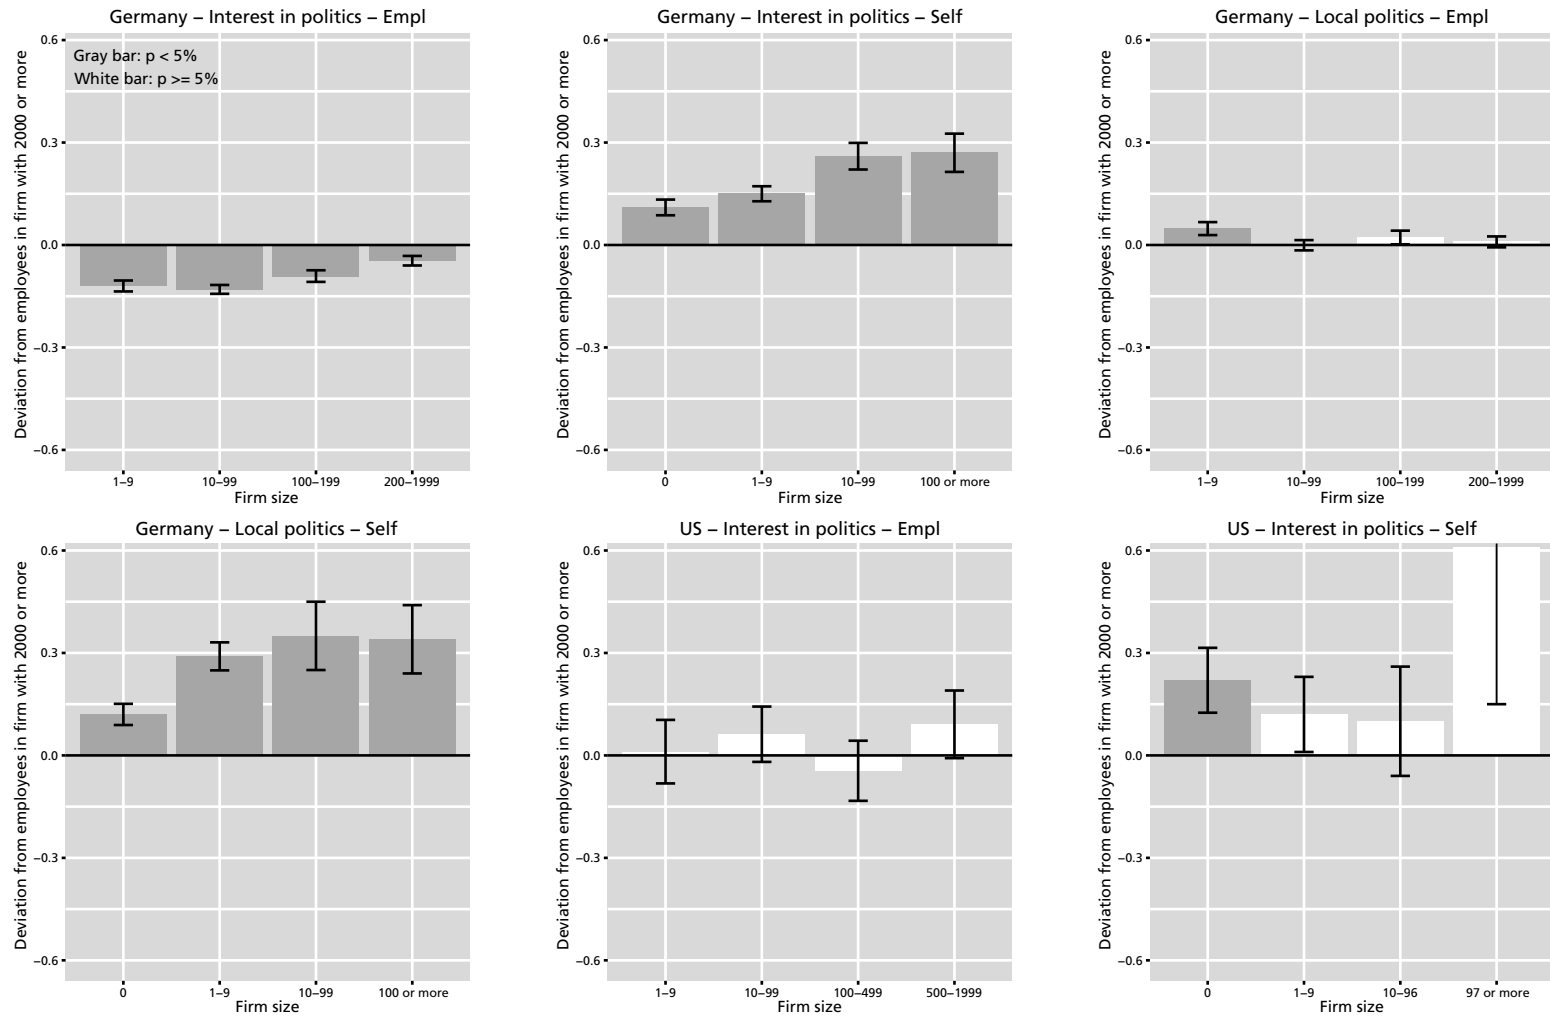 Germany – Interest in politics – Empl
Deviation from employees in firm with 2000 or more
0.6
0.3
0.0
–0.3
–0.6
Gray bar: p < 5%
White bar: p >= 5%
1–9 10–99 100–199 200–1999
Firm size
Germany – Interest in politics – Self
Deviation from employees in firm with 2000 or more
0.6
0.3
0.0
–0.3
–0.6
0 1–9 10–99 100 or more
Firm size
Germany – Local politics – Empl
Deviation from employees in firm with 2000 or more
0.6
0.3
0.0
–0.3
–0.6
1–9 10–99 100–199 200–1999
Firm size
Germany – Local politics – Self
Deviation from employees in firm with 2000 or more
0.6
0.3
0.0
–0.3
–0.6
0 1–9 10–99 100 or more
Firm size
US – Interest in politics – Empl
Deviation from employees in firm with 2000 or more
0.6
0.3
0.0
–0.3
–0.6
1–9 10–99 100–499 500–1999
Firm size
US – Interest in politics – Self
Deviation from employees in firm with 2000 or more
0.6
0.3
0.0
–0.3
–0.6
0 1–9 10–96 97 or more
Firm size